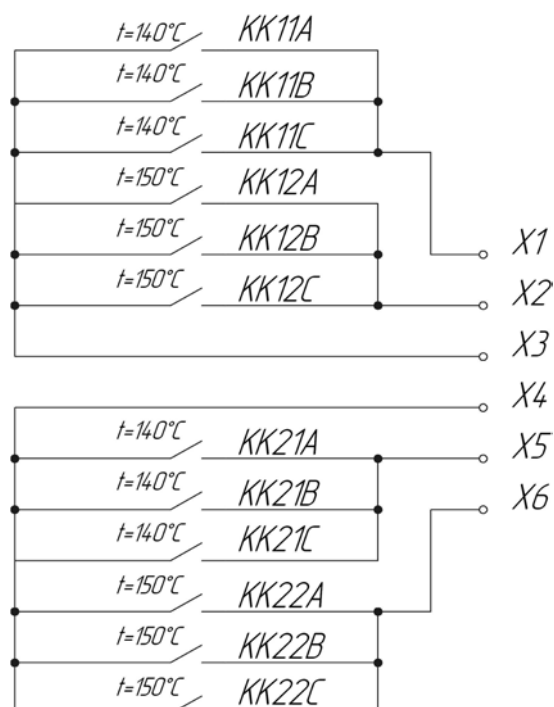 t=140°C KK11A
t=140°C KK11B
t=140°C KK11C
t=150°C KK12A
t=150°C KK12B
X1
t=150°C KK12C
X2
X3
X4
t=140°C KK21A
X5
t=140°C KK21B
X6
t=140°C KK21C
t=150°C KK22A
t=150°C KK22B
t=150°C KK22C